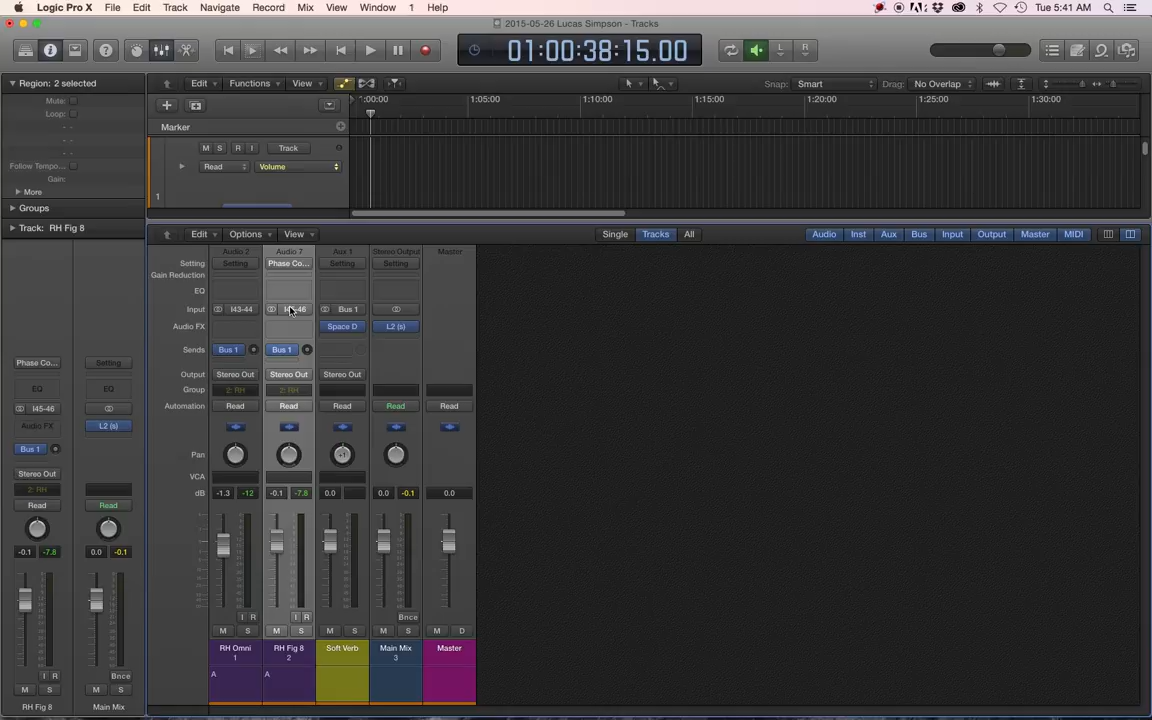 Logic Pro X File Edit Track Navigate Record Mix View Window 1 Help Tue 5:41 AM
2015-05-26 Lucas Simpson - Tracks
01:00:38:15.00
L R
Region: 2 selected Edit Functions View Snap: Smart Drag: No Overlap
Mute:
Loop:
1:00:00 1:05:00 1:10:00 1:15:00 1:20:00 1:25:00 1:30:00
Marker
M S R I Track
Follow Tempo... Read Volume
Gain:
More
1
Groups
Track: RH Fig 8
Edit Options View Single Tracks All Audio Inst Aux Bus Input Output Master MIDI
Audio 2 Audio 7 Aux 1 Stereo Output Master
Setting Setting Phase Co... Setting Setting
Gain Reduction
EQ
Input I43-44 Bus 1
Audio FX Space D L2 (s)
Sends Bus 1 Bus 1
Output Stereo Out Stereo Out Stereo Out
Group 2: RH 2: RH
Automation Read Read Read Read Read
Pan +1
VCA
dB -1.3 -12 -0.1 -7.8 0.0 0.0 -0.1 0.0
I R I R Bnce
M S M S M S M S M D
RH Omni RH Fig 8 Soft Verb Main Mix Master
1 2 3
A A
Phase Co... Setting
EQ EQ
I45-46
Audio FX L2 (s)
Bus 1
Stereo Out
2: RH
Read Read
-0.1 -7.8 0.0 -0.1
I R Bnce
M S M S
RH Fig 8 Main Mix